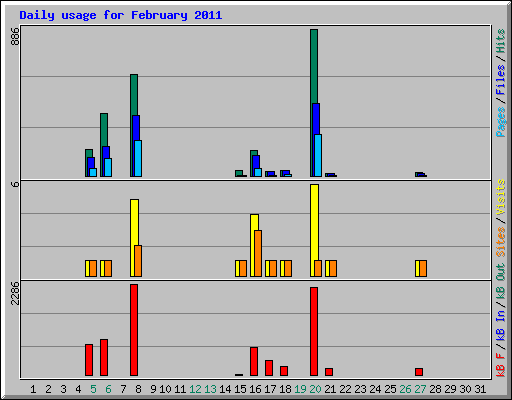 Daily usage for February 2011
886
6
2286
Pages / Files / Hits
Sites / Visits
kB F / kB In / kB Out
1 2 3 4 5 6 7 8 9 10 11 12 13 14 15 16 17 18 19 20 21 22 23 24 25 26 27 28 29 30 31